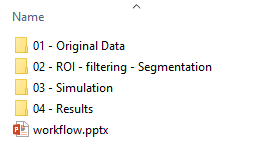 Name
01 - Original Data
02 - ROI - filtering - Segmentation
03 - Simulation
04 - Results
workflow.pptx